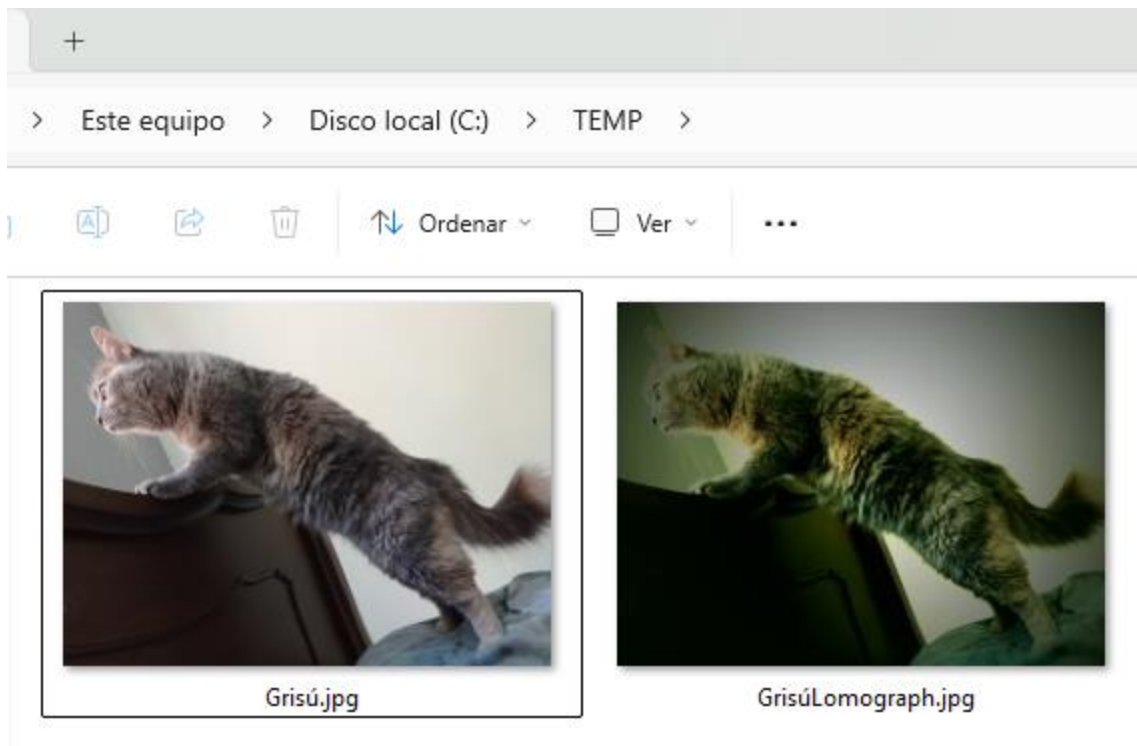 Este equipo > Disco local (C:) > TEMP >
Ordenar Ver
Grisú.jpg GrisúLomograph.jpg